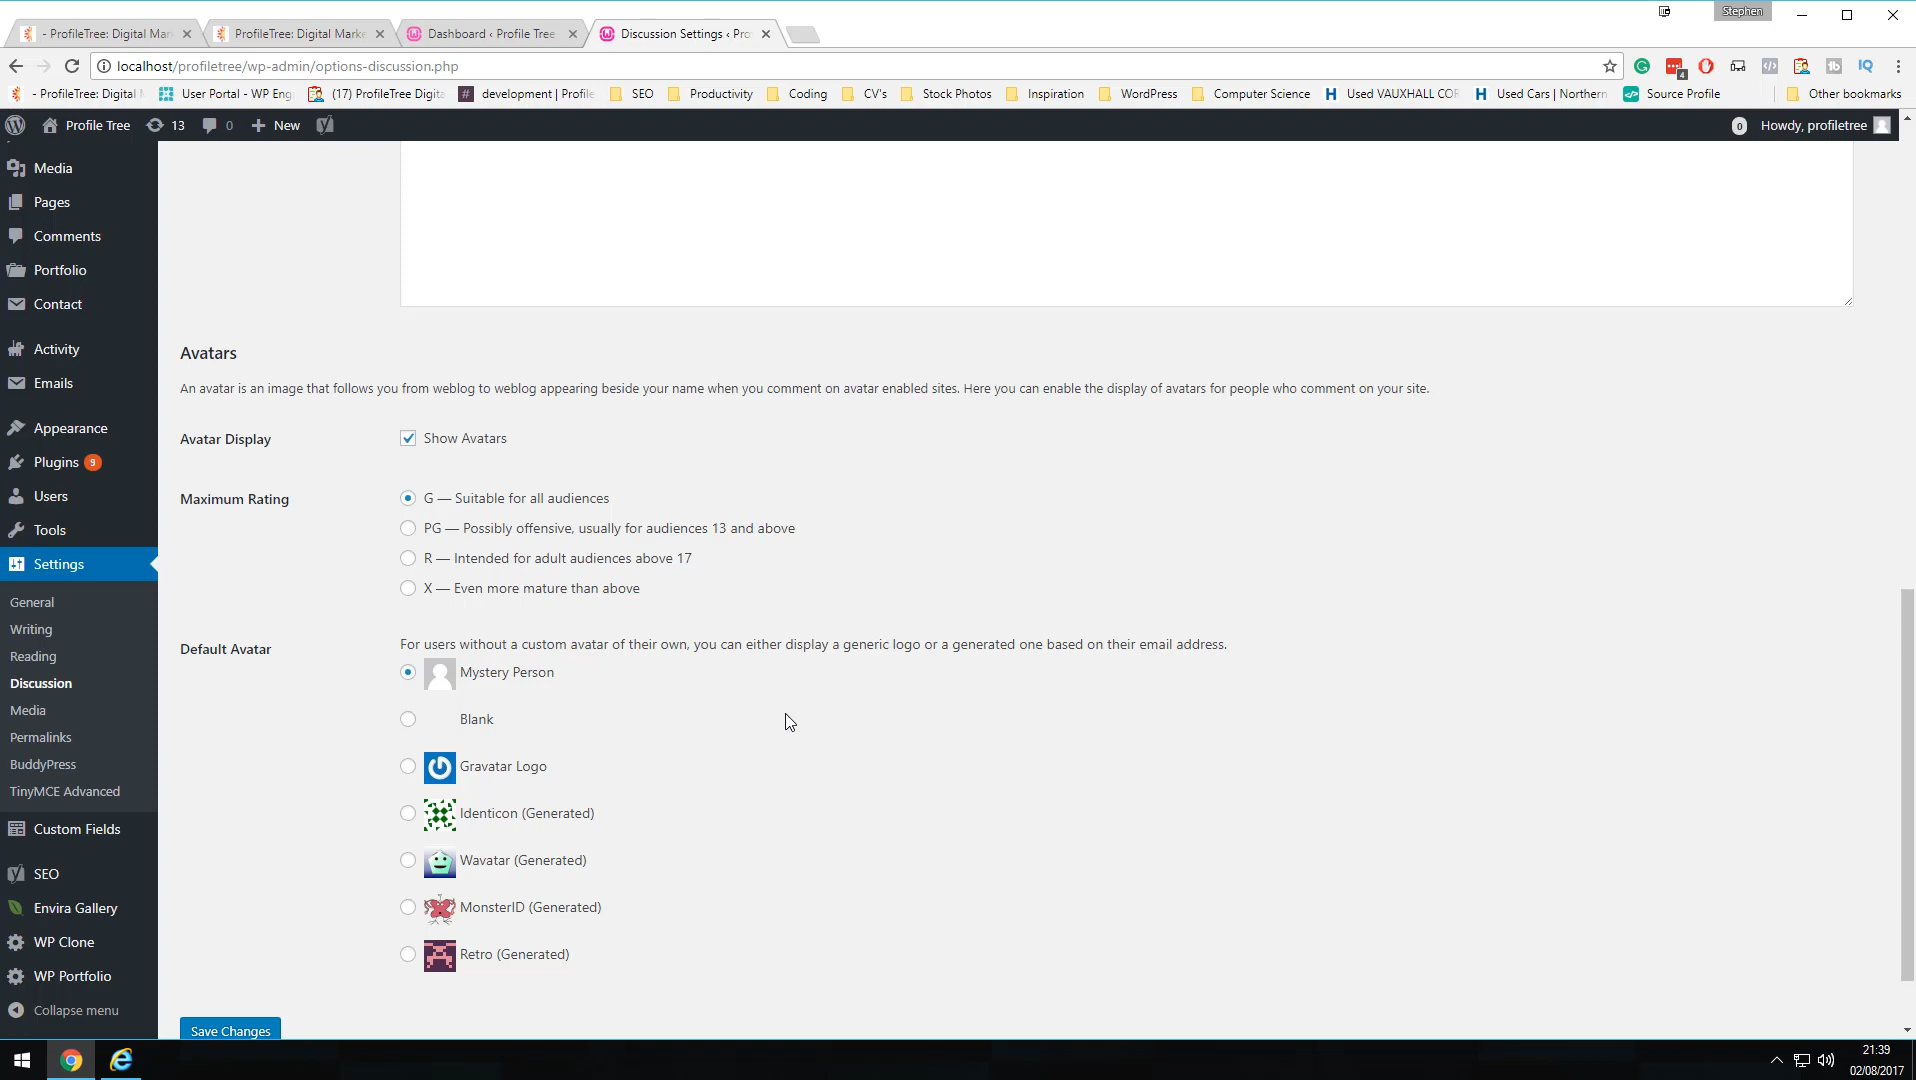 Stephen
- ProfileTree: Digital Mar
ProfileTree: Digital Marke
Dashboard ‹ Profile Tree
Discussion Settings ‹ Pro
localhost/profiletree/wp-admin/options-discussion.php
4
- ProfileTree: Digital
User Portal - WP Eng
(17) ProfileTree Digita
development | Profile
SEO
Productivity
Coding
CV's
Stock Photos
Inspiration
WordPress
Computer Science
Used VAUXHALL COR
Used Cars | Northern
Source Profile
Other bookmarks
Profile Tree
13
0
New
0
Howdy, profiletree
Media
Pages
Comments
Portfolio
Contact
Activity
Emails
Appearance
Plugins 9
Users
Tools
Settings
General
Writing
Reading
Discussion
Media
Permalinks
BuddyPress
TinyMCE Advanced
Custom Fields
SEO
Envira Gallery
WP Clone
WP Portfolio
Collapse menu
Avatars
An avatar is an image that follows you from weblog to weblog appearing beside your name when you comment on avatar enabled sites. Here you can enable the display of avatars for people who comment on your site.
Avatar Display
Show Avatars
Maximum Rating
G — Suitable for all audiences
PG — Possibly offensive, usually for audiences 13 and above
R — Intended for adult audiences above 17
X — Even more mature than above
Default Avatar
For users without a custom avatar of their own, you can either display a generic logo or a generated one based on their email address.
Mystery Person
Blank
Gravatar Logo
Identicon (Generated)
Wavatar (Generated)
MonsterID (Generated)
Retro (Generated)
Save Changes
21:39
02/08/2017